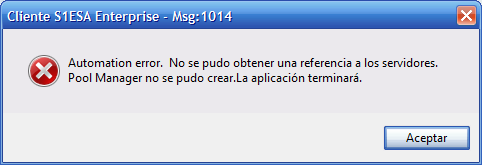 Cliente S1ESA Enterprise - Msg:1014
Automation error.  No se pudo obtener una referencia a los servidores.
Pool Manager no se pudo crear.La aplicación terminará.
Aceptar